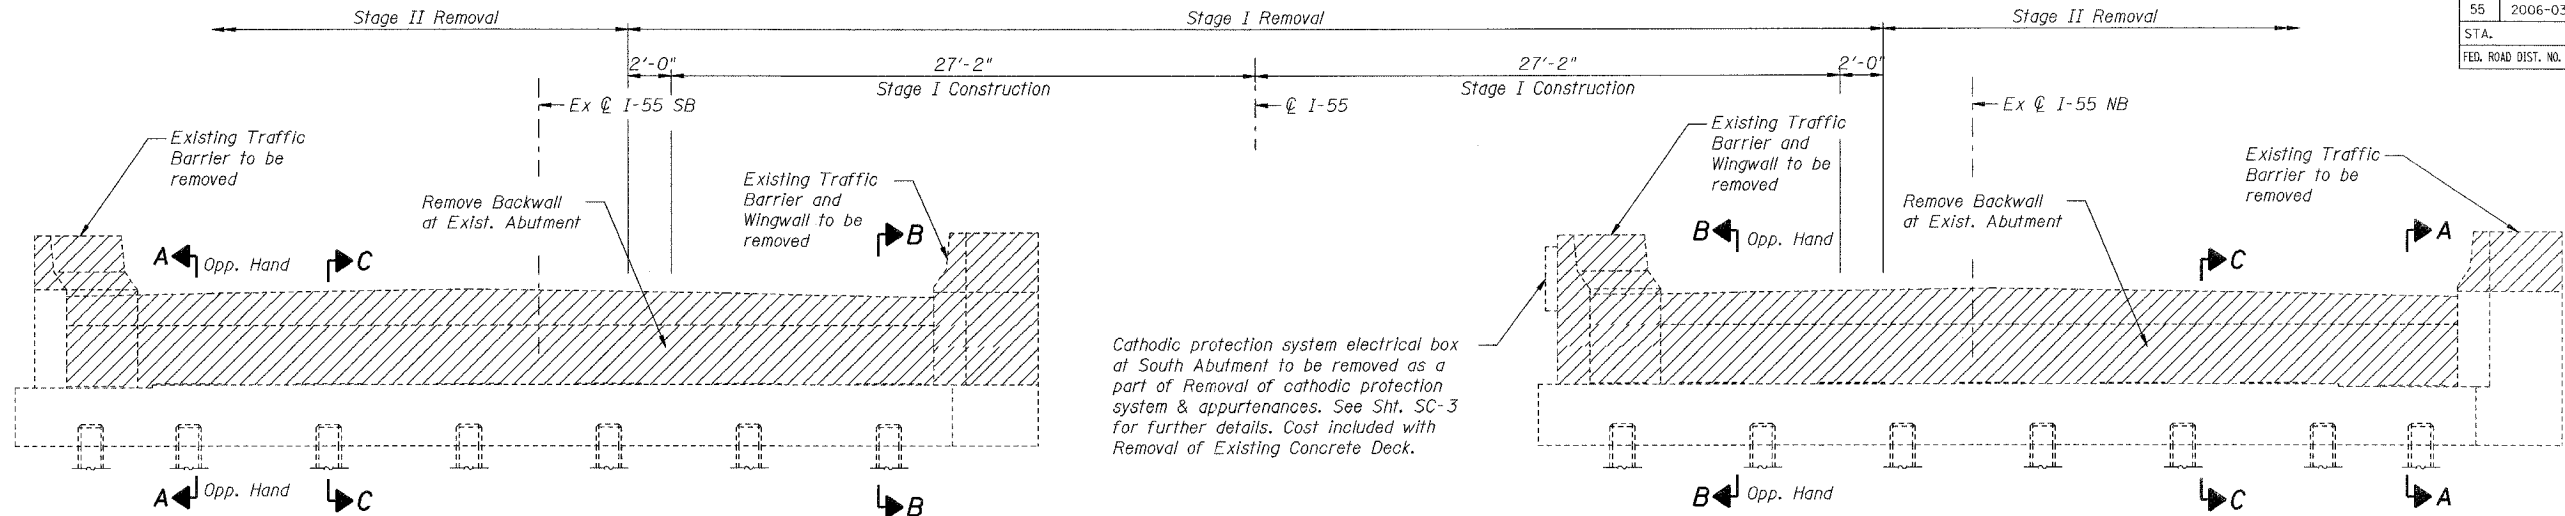 Stage II Removal
Stage I Removal
Stage II Removal
55 2006-03
STA.
FED. ROAD DIST. NO.
2'-0"
27'-2"
27'-2"
2'-0"
Stage I Construction
Stage I Construction
Ex ℄ I-55 SB
℄ I-55
Ex ℄ I-55 NB
Existing Traffic
Barrier to be
removed
Remove Backwall
at Exist. Abutment
Existing Traffic
Barrier and
Wingwall to be
removed
Existing Traffic
Barrier and
Wingwall to be
removed
Remove Backwall
at Exist. Abutment
Existing Traffic
Barrier to be
removed
A Opp. Hand
C
B
B Opp. Hand
C
A
Cathodic protection system electrical box
at South Abutment to be removed as a
part of Removal of cathodic protection
system & appurtenances. See Sht. SC-3
for further details. Cost included with
Removal of Existing Concrete Deck.
A Opp. Hand
C
B
B Opp. Hand
C
A